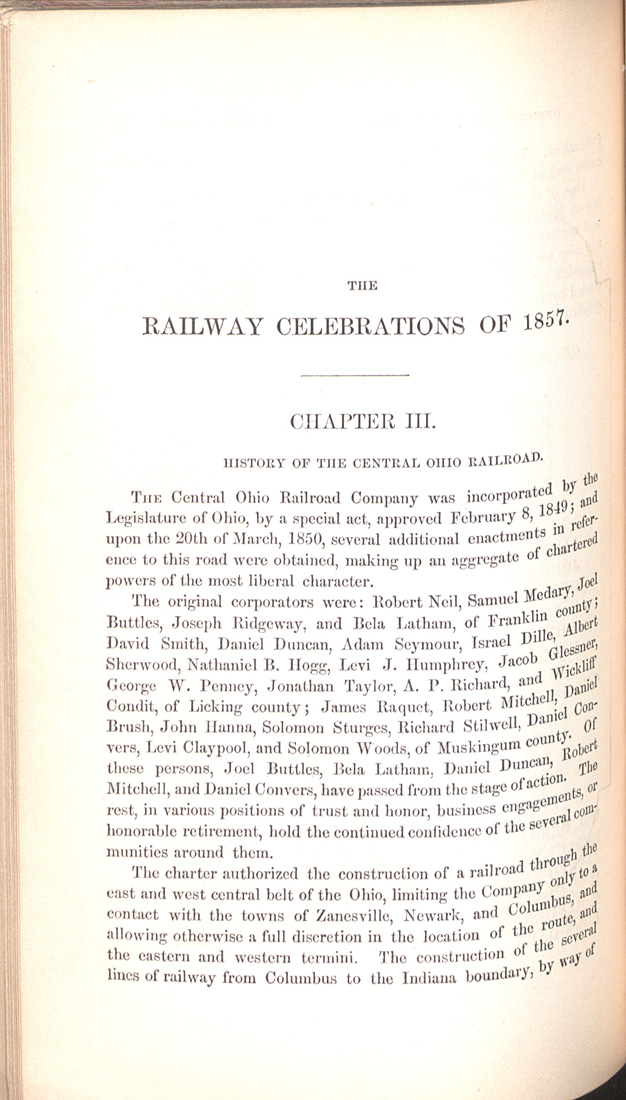 THE
RAILWAY CELEBRATIONS OF 1857.
CHAPTER III.
HISTORY OF THE CENTRAL OHIO RAILROAD.
THE Central Ohio Railroad Company was incorporated by the
Legislature of Ohio, by a special act, approved February 8, 1849; and
upon the 20th of March, 1850, several additional enactments in refer-
ence to this road were obtained, making up an aggregate of chartered
powers of the most liberal character.
The original corporators were: Robert Neil, Samuel Medary, Joel
Buttles, Joseph Ridgeway, and Bela Latham, of Franklin county;
David Smith, Daniel Duncan, Adam Seymour, Israel Dille, Albert
Sherwood, Nathaniel B. Hogg, Levi J. Humphrey, Jacob Glessner,
George W. Penney, Jonathan Taylor, A. P. Richard, and Wickliff
Condit, of Licking county; James Raquet, Robert Mitchell, Daniel
Brush, John Hanna, Solomon Sturges, Richard Stilwell, Daniel Con-
vers, Levi Claypool, and Solomon Woods, of Muskingum county. Of
these persons, Joel Buttles, Bela Latham, Daniel Duncan, Robert
Mitchell, and Daniel Convers, have passed from the stage of action. The
rest, in various positions of trust and honor, business engagements, or
honorable retirement, hold the continued confidence of the several com-
munities around them.
The charter authorized the construction of a railroad through the
east and west central belt of the Ohio, limiting the Company only to a
contact with the towns of Zanesville, Newark, and Columbus, and
allowing otherwise a full discretion in the location of the route, and
the eastern and western termini. The construction of the several
lines of railway from Columbus to the Indiana boundary, by way of